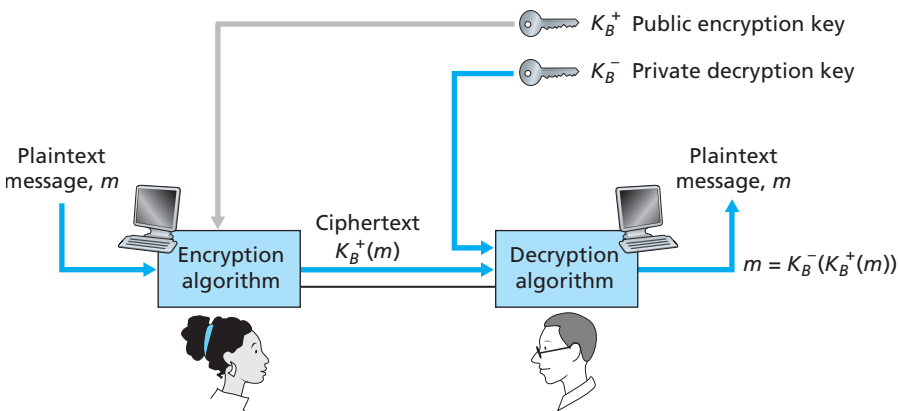 K_B^+ Public encryption key
K_B^- Private decryption key
Plaintext
message, m
Plaintext
message, m
Ciphertext
K_B^+(m)
Encryption
algorithm
Decryption
algorithm
m = K_B^-(K_B^+(m))